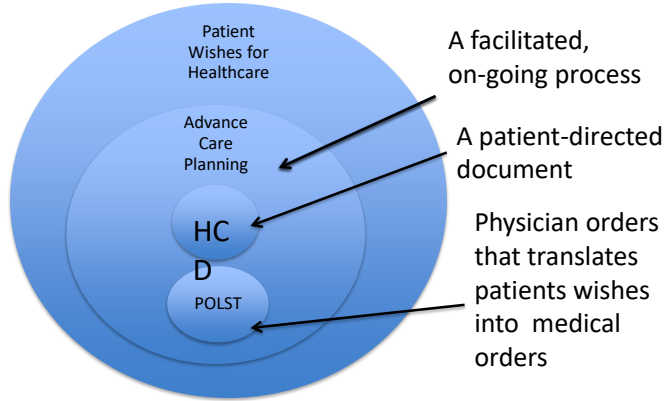 Patient
Wishes for
Healthcare
Advance
Care
Planning
HC
D
POLST
A facilitated,
on-going process
A patient-directed
document
Physician orders
that translates
patients wishes
into medical
orders